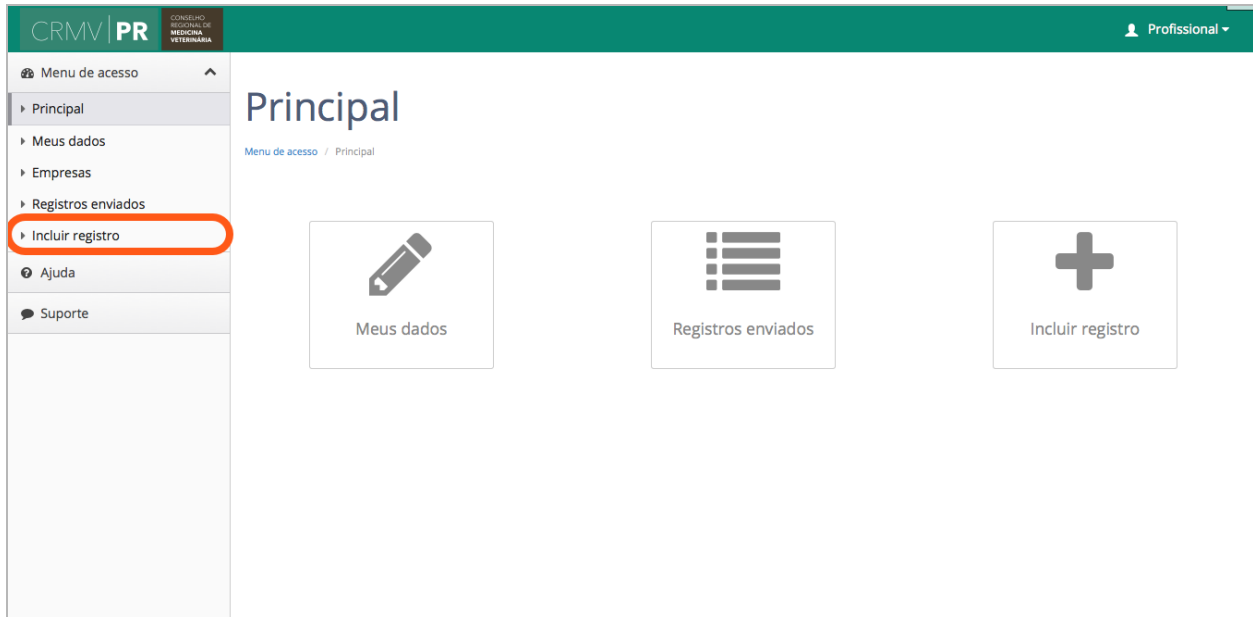 CRMV PR
CONSELHO
REGIONAL DE
MEDICINA
VETERINÁRIA
Profissional
Menu de acesso
Principal
Meus dados
Empresas
Registros enviados
Incluir registro
Ajuda
Suporte
Principal
Menu de acesso / Principal
Meus dados
Registros enviados
Incluir registro